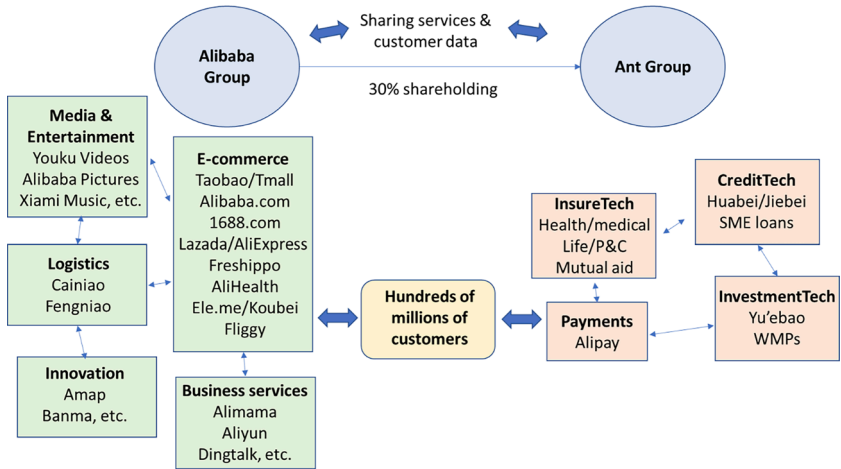 Alibaba
Group
Sharing services &
customer data
30% shareholding
Ant Group
Media &
Entertainment
Youku Videos
Alibaba Pictures
Xiami Music, etc.
Logistics
Cainiao
Fengniao
Innovation
Amap
Banma, etc.
E-commerce
Taobao/Tmall
Alibaba.com
1688.com
Lazada/AliExpress
Freshippo
AliHealth
Ele.me/Koubei
Fliggy
Business services
Alimama
Aliyun
Dingtalk, etc.
Hundreds of
millions of
customers
InsureTech
Health/medical
Life/P&C
Mutual aid
Payments
Alipay
CreditTech
Huabei/Jiebei
SME loans
InvestmentTech
Yu’ebao
WMPs